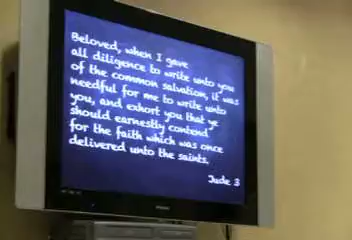 Beloved, when I gave
all diligence to write unto you
of the common salvation, it was
needful for me to write unto
you, and exhort you that ye
should earnestly contend
for the faith which was once
delivered unto the saints.
Jude 3